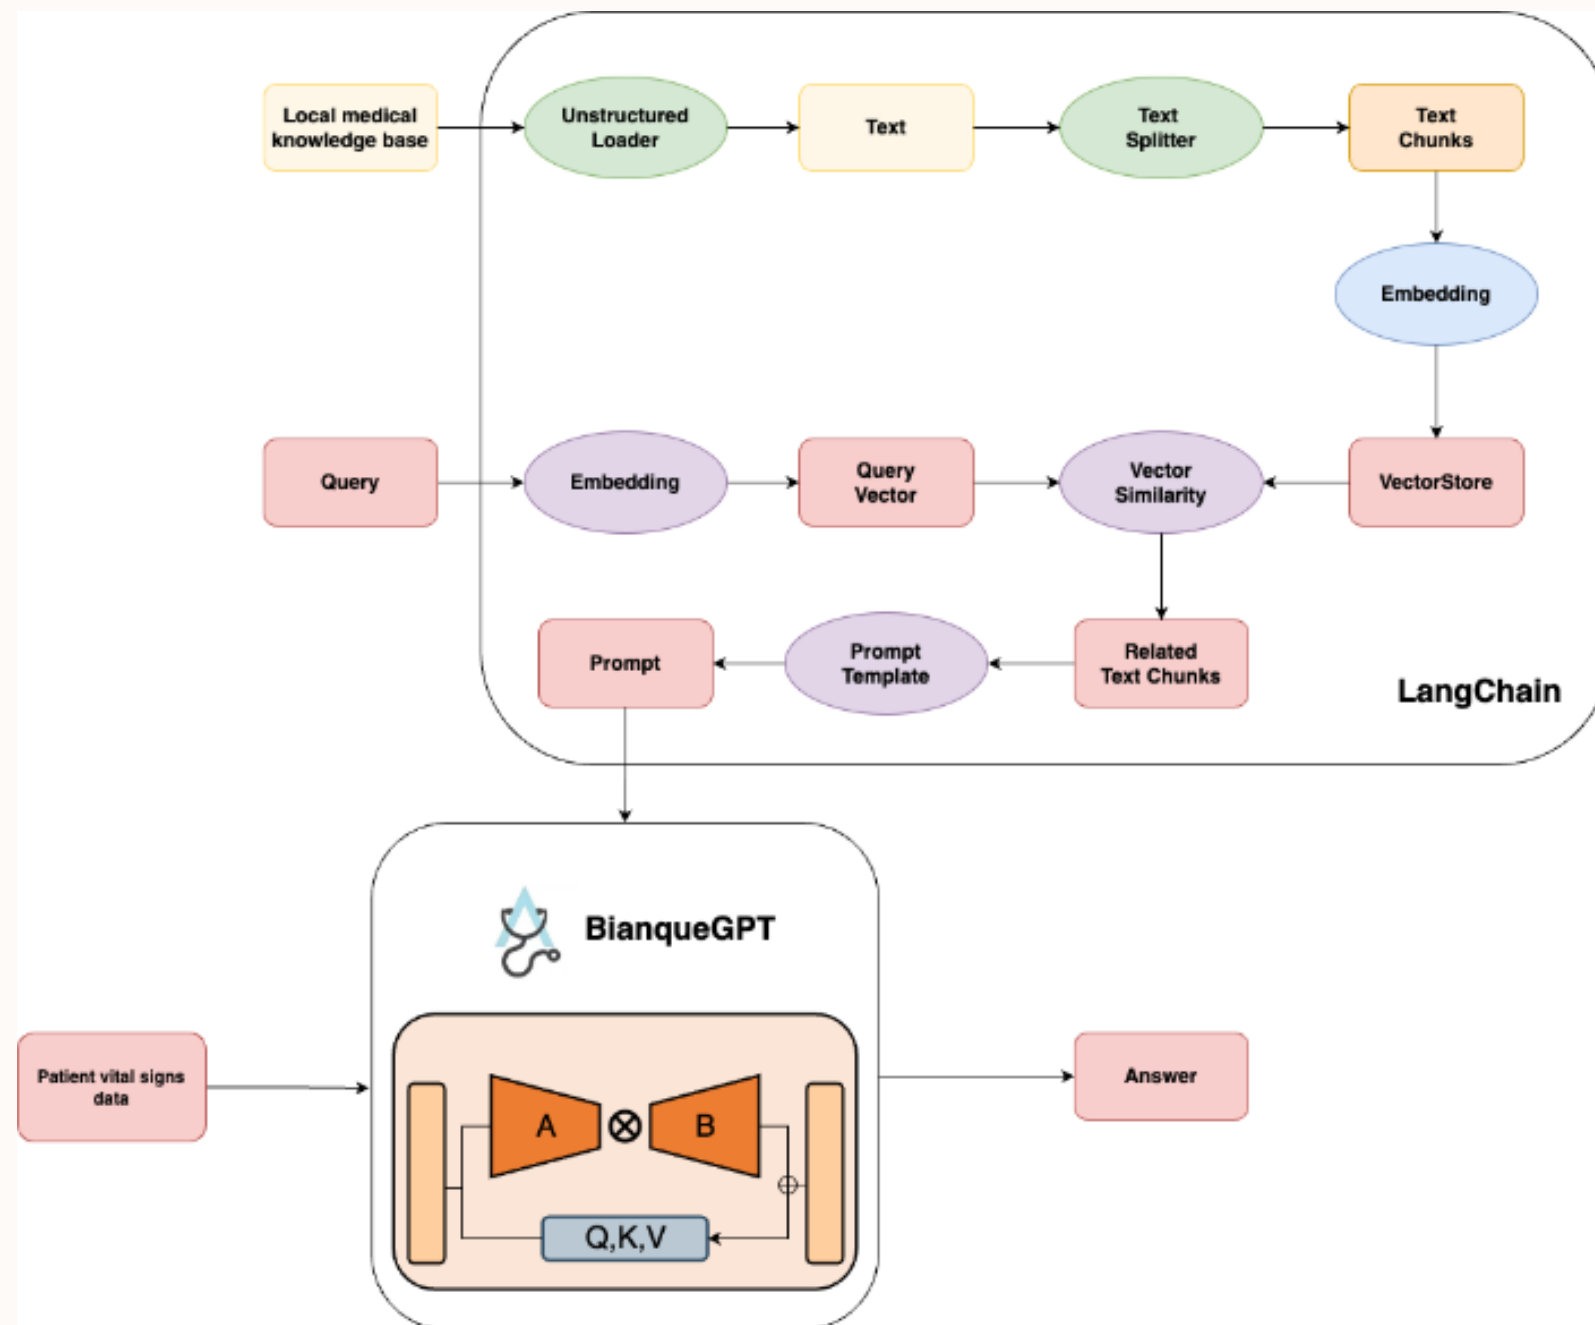 Local medical
knowledge base
Unstructured
Loader
Text
Text
Splitter
Text
Chunks
Embedding
Query
Embedding
Query
Vector
Vector
Similarity
VectorStore
Prompt
Prompt
Template
Related
Text Chunks
LangChain
BianqueGPT
Patient vital signs
data
A
B
Q,K,V
Answer